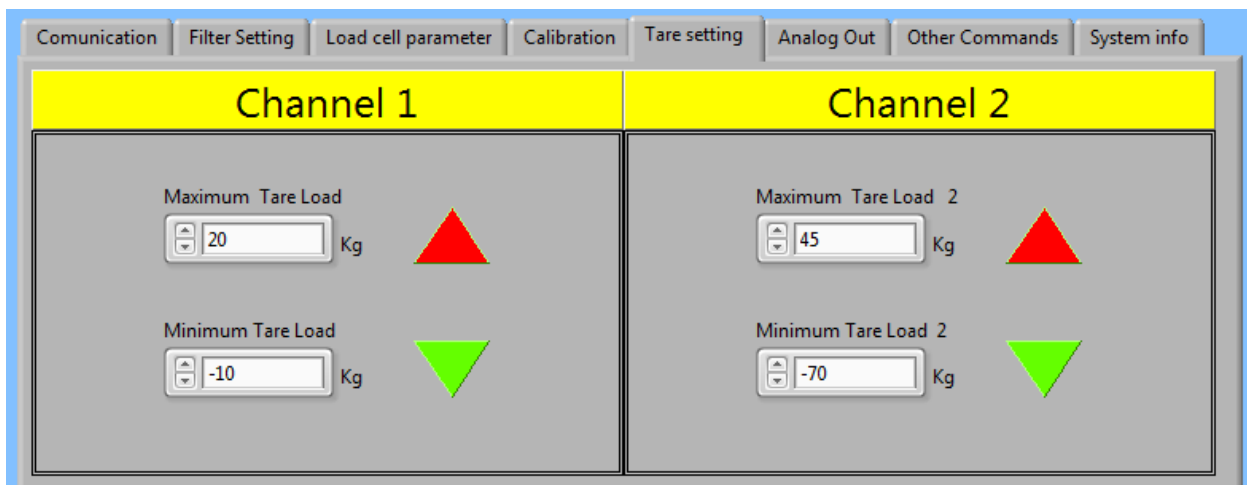 Comunication Filter Setting Load cell parameter Calibration Tare setting Analog Out Other Commands System info
Channel 1
Maximum Tare Load
20 Kg
Minimum Tare Load
-10 Kg
Channel 2
Maximum Tare Load 2
45 Kg
Minimum Tare Load 2
-70 Kg